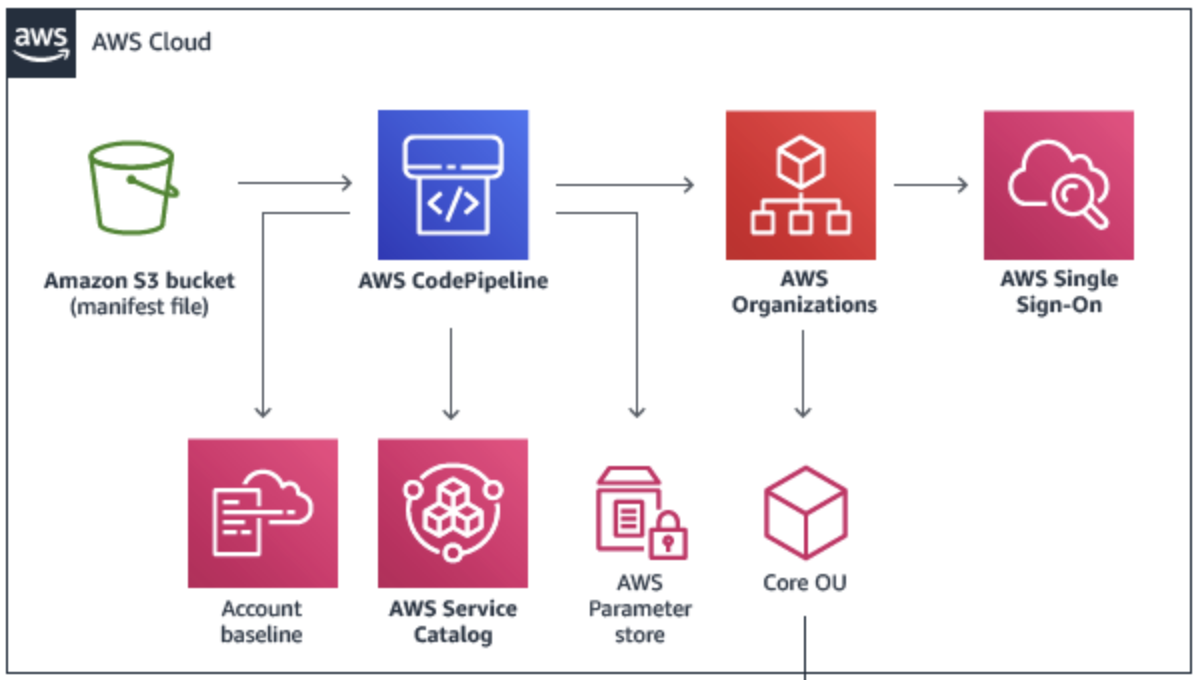 aws
AWS Cloud
</>
Amazon S3 bucket
(manifest file)
AWS CodePipeline
AWS
Organizations
AWS Single
Sign-On
Account
baseline
AWS Service
Catalog
AWS
Parameter
store
Core OU